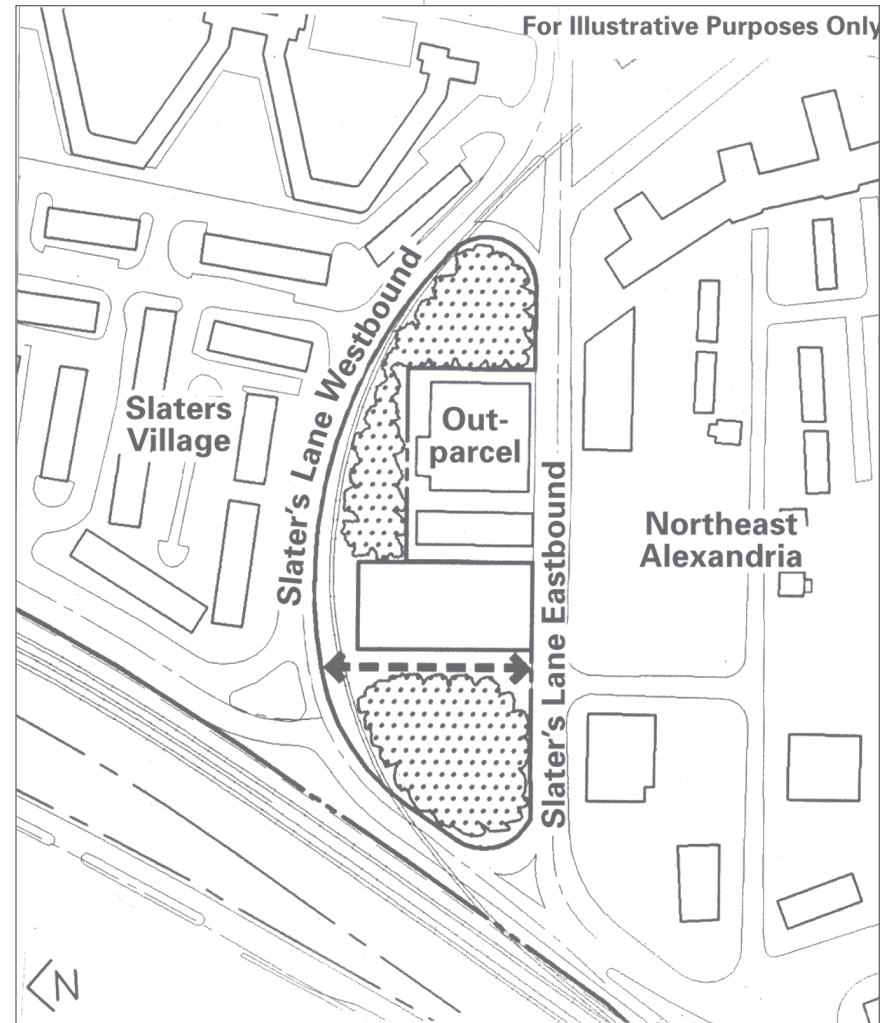 For Illustrative Purposes Only
Slater's Lane Westbound
Slaters
Village
Out-
parcel
Slater's Lane Eastbound
Northeast
Alexandria
N